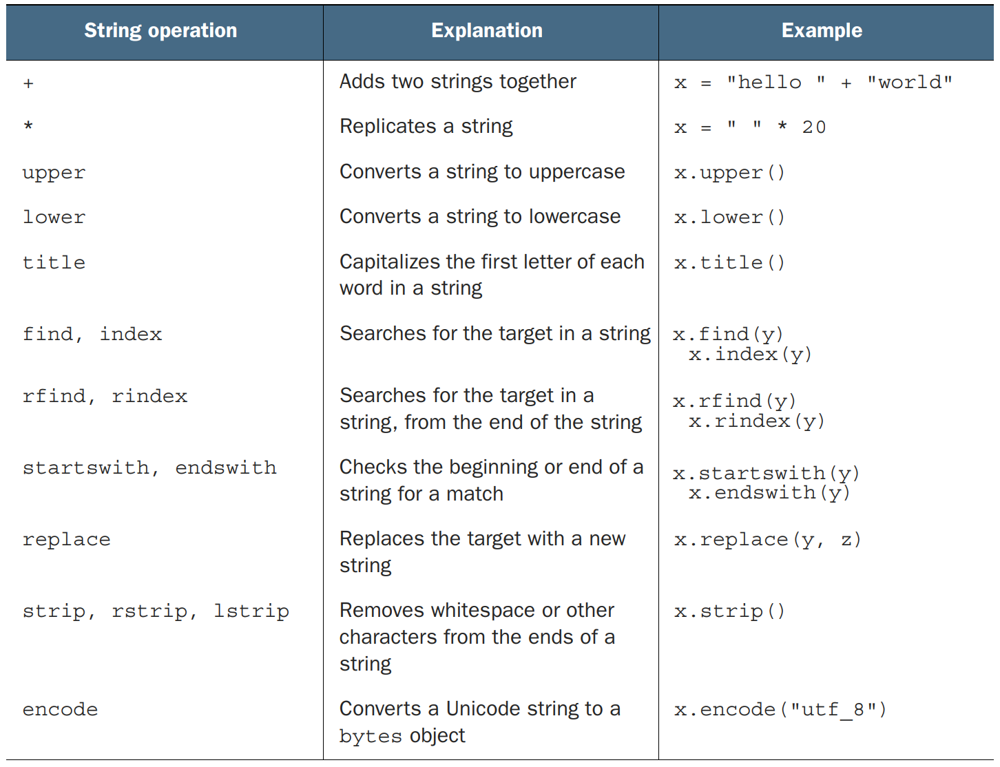 String operation Explanation Example
+ Adds two strings together x = "hello " + "world"
* Replicates a string x = " " * 20
upper Converts a string to uppercase x.upper()
lower Converts a string to lowercase x.lower()
title Capitalizes the first letter of each x.title()
word in a string
find, index Searches for the target in a string x.find(y)
x.index(y)
rfind, rindex Searches for the target in a x.rfind(y)
string, from the end of the string x.rindex(y)
startswith, endswith Checks the beginning or end of a x.startswith(y)
string for a match x.endswith(y)
replace Replaces the target with a new x.replace(y, z)
string
strip, rstrip, lstrip Removes whitespace or other x.strip()
characters from the ends of a
string
encode Converts a Unicode string to a x.encode("utf_8")
bytes object